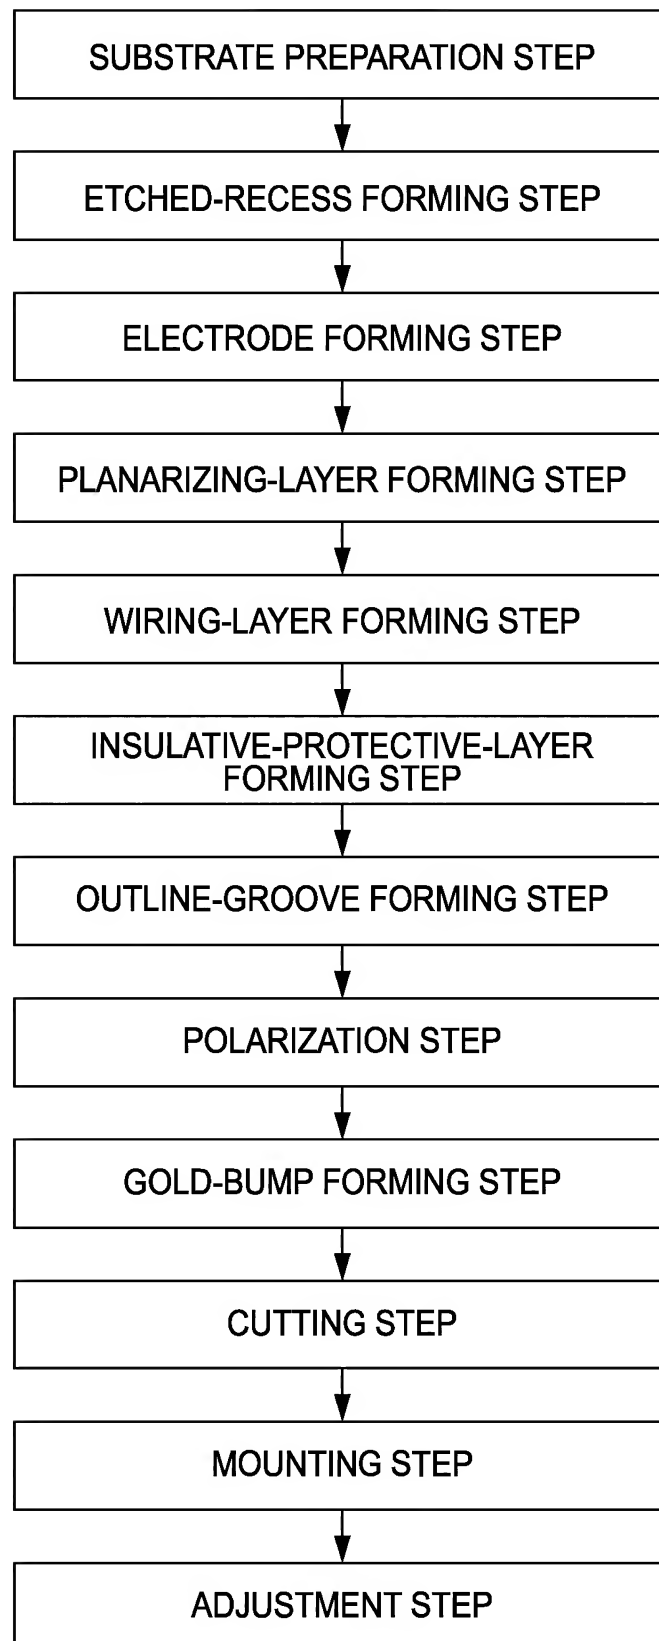 SUBSTRATE PREPARATION STEP
ETCHED-RECESS FORMING STEP
ELECTRODE FORMING STEP
PLANARIZING-LAYER FORMING STEP
WIRING-LAYER FORMING STEP
INSULATIVE-PROTECTIVE-LAYER
FORMING STEP
OUTLINE-GROOVE FORMING STEP
POLARIZATION STEP
GOLD-BUMP FORMING STEP
CUTTING STEP
MOUNTING STEP
ADJUSTMENT STEP